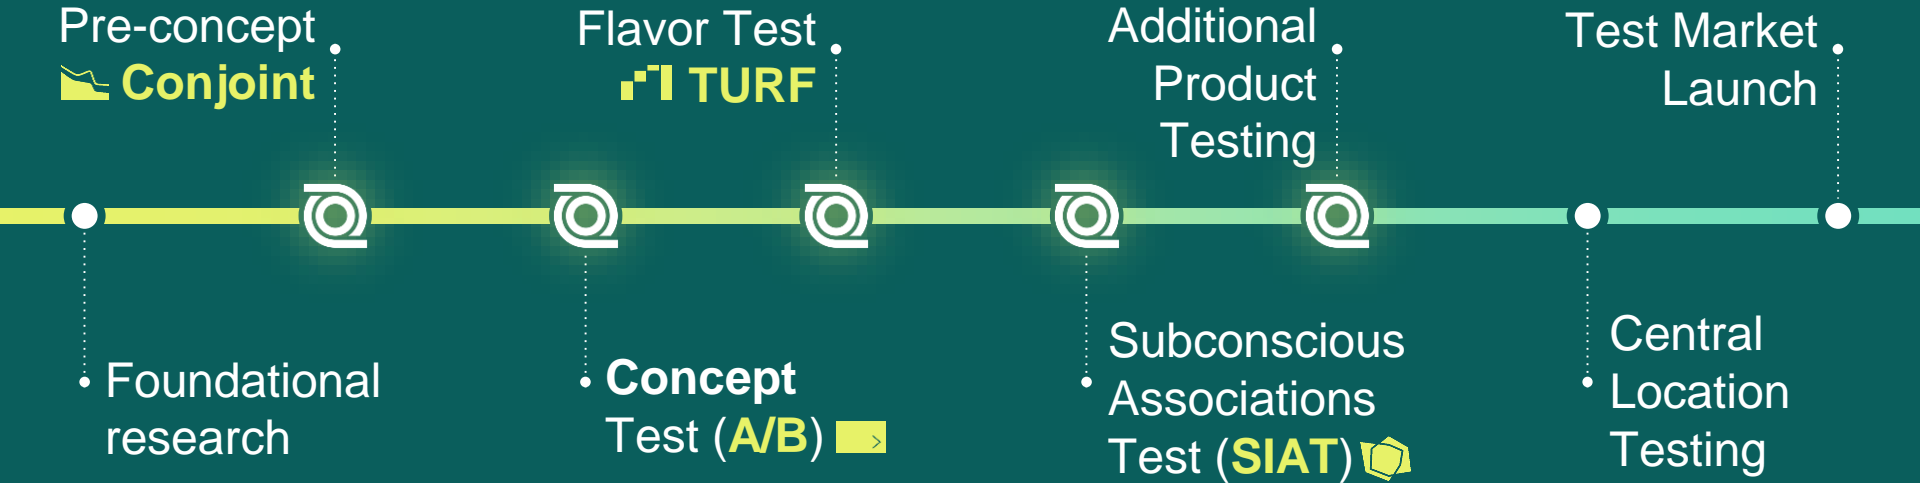 Pre-concept
Conjoint
Foundational
research
Concept
Test (A/B)
Flavor Test
TURF
Subconscious
Associations
Test (SIAT)
Additional
Product
Testing
Central
Location
Testing
Test Market
Launch